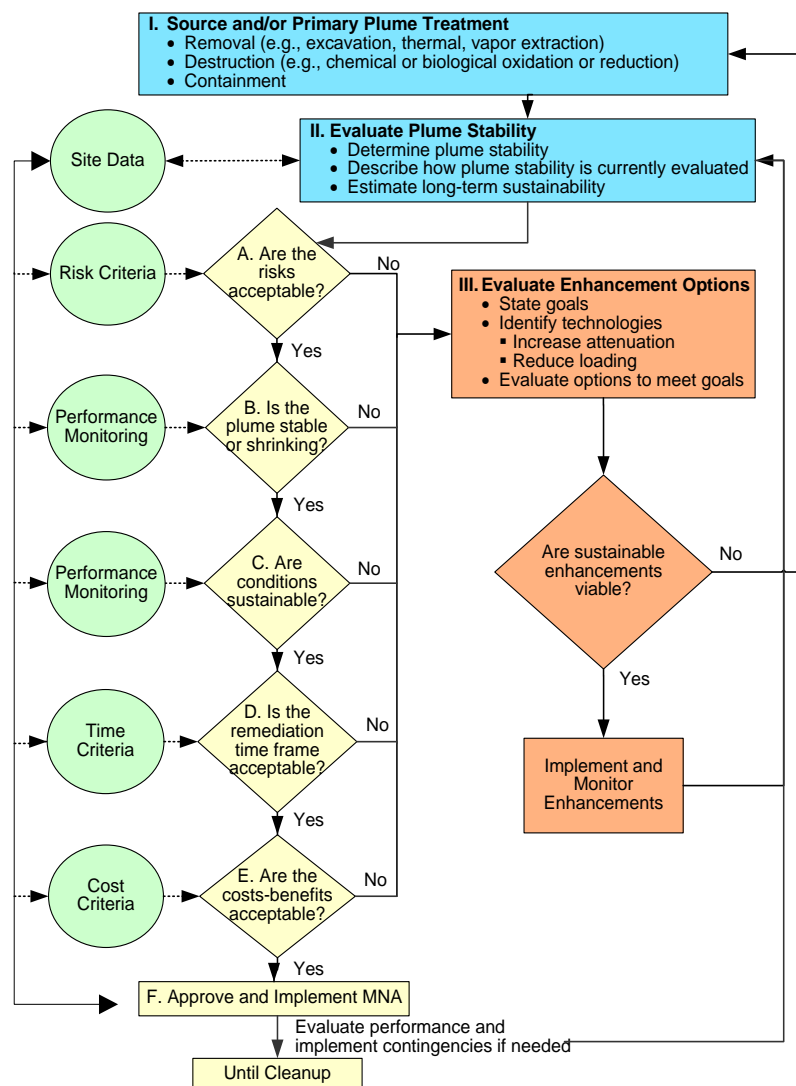 I. Source and/or Primary Plume Treatment
• Removal (e.g., excavation, thermal, vapor extraction)
• Destruction (e.g., chemical or biological oxidation or reduction)
• Containment
II. Evaluate Plume Stability
• Determine plume stability
• Describe how plume stability is currently evaluated
• Estimate long-term sustainability
Site Data
Risk Criteria
A. Are the
risks
acceptable?
No
Yes
III. Evaluate Enhancement Options
• State goals
• Identify technologies
▪ Increase attenuation
▪ Reduce loading
• Evaluate options to meet goals
Performance
Monitoring
B. Is the
plume stable
or shrinking?
No
Yes
Performance
Monitoring
C. Are
conditions
sustainable?
No
Yes
Are sustainable
enhancements
viable?
No
Yes
Time
Criteria
D. Is the
remediation
time frame
acceptable?
No
Yes
Implement and
Monitor
Enhancements
Cost
Criteria
E. Are the
costs-benefits
acceptable?
No
Yes
F. Approve and Implement MNA
Evaluate performance and
implement contingencies if needed
Until Cleanup